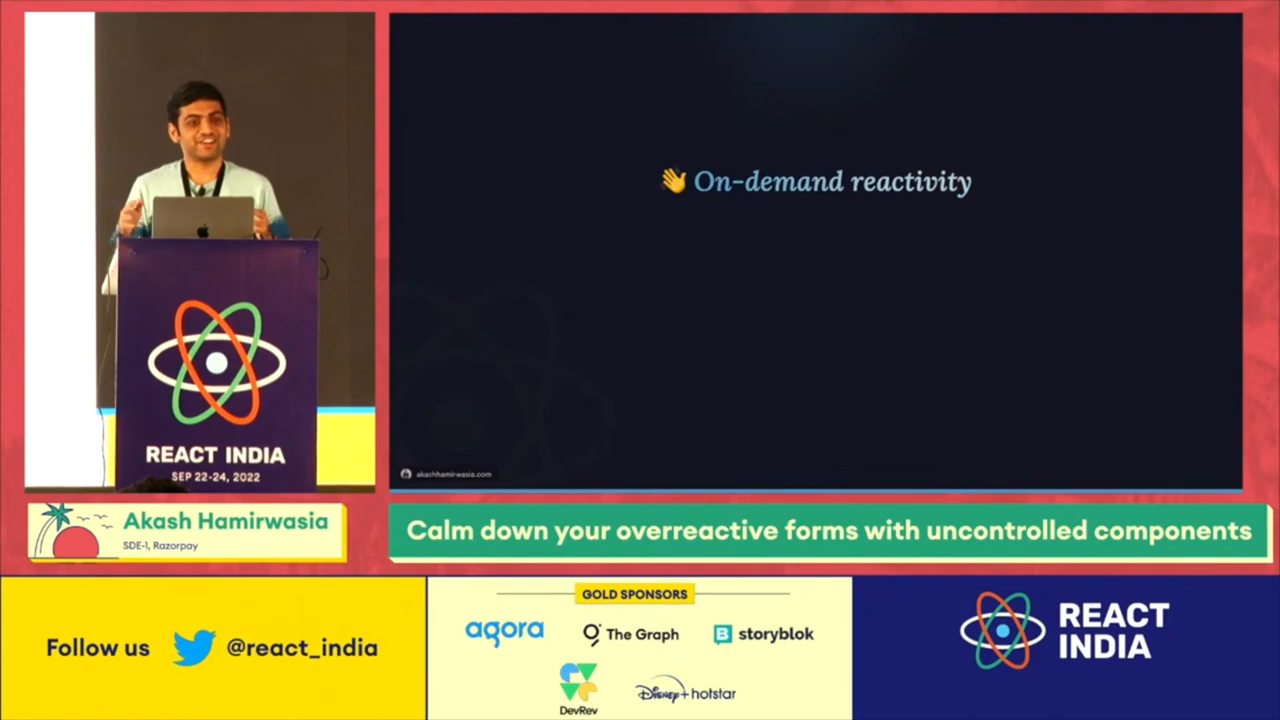 👋 On-demand reactivity
akashhamirwasia.com
REACT INDIA
SEP 22-24, 2022
Akash Hamirwasia
SDE-1, Razorpay
Calm down your overreactive forms with uncontrolled components
Follow us @react_india
GOLD SPONSORS
agora
The Graph
storyblok
DevRev
Disney+ hotstar
REACT
INDIA